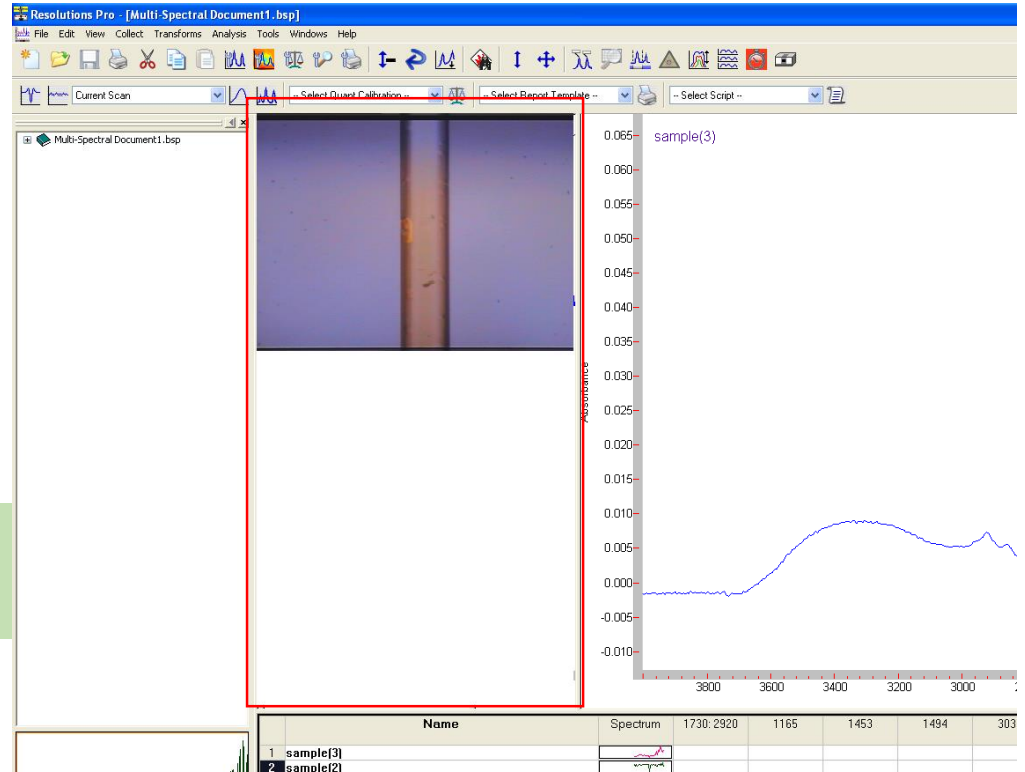 Resolutions Pro - [Multi-Spectral Document1.bsp]
File Edit View Collect Transforms Analysis Tools Windows Help
Current Scan -- Select Quant Calibration -- -- Select Report Template -- -- Select Script --
Multi-Spectral Document1.bsp
sample(3)
0.065
0.060
0.055
0.050
0.045
0.040
0.035
0.030
0.025
0.020
0.015
0.010
0.005
0.000
-0.005
-0.010
Absorbance
3800 3600 3400 3200 3000
Name Spectrum 1730: 2920 1165 1453 1494 303
1 sample(3)
2 sample(2)